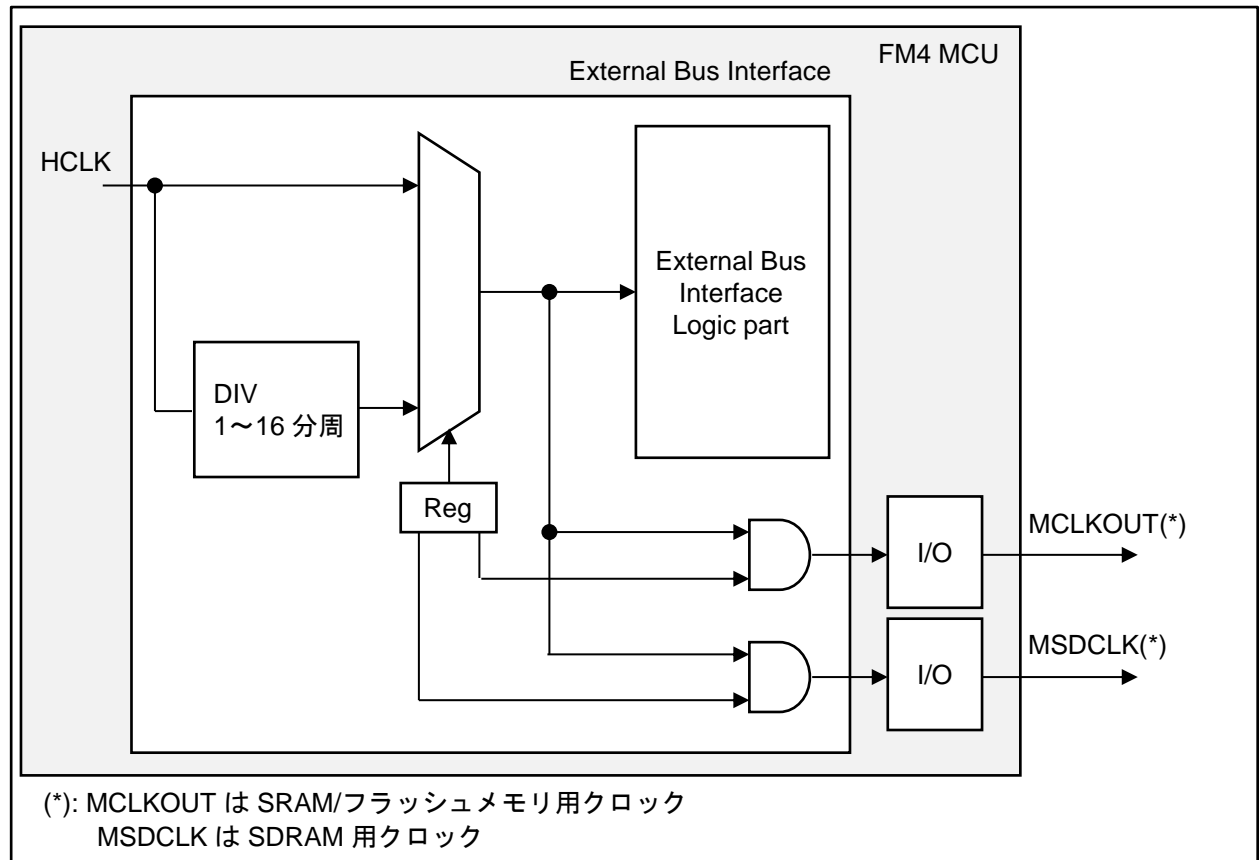 FM4 MCU
External Bus Interface
HCLK
External Bus
Interface
Logic part
DIV
1～16 分周
Reg
I/O
MCLKOUT(*)
I/O
MSDCLK(*)
(*): MCLKOUT は SRAM/フラッシュメモリ用クロック
MSDCLK は SDRAM 用クロック